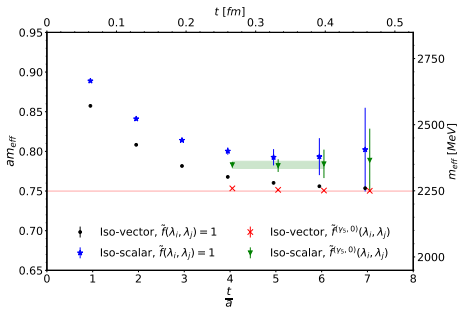 t [fm]
0 0.1 0.2 0.3 0.4 0.5
0.95
0.90
0.85
0.80
0.75
0.70
0.65
am_eff
2750
2500
2250
2000
m_eff [MeV]
Iso-vector, f̃(λ_i, λ_j) = 1
Iso-scalar, f̃(λ_i, λ_j) = 1
Iso-vector, f̃^(γ₅, 0)(λ_i, λ_j)
Iso-scalar, f̃^(γ₅, 0)(λ_i, λ_j)
0 1 2 3 4 5 6 7 8
t/a